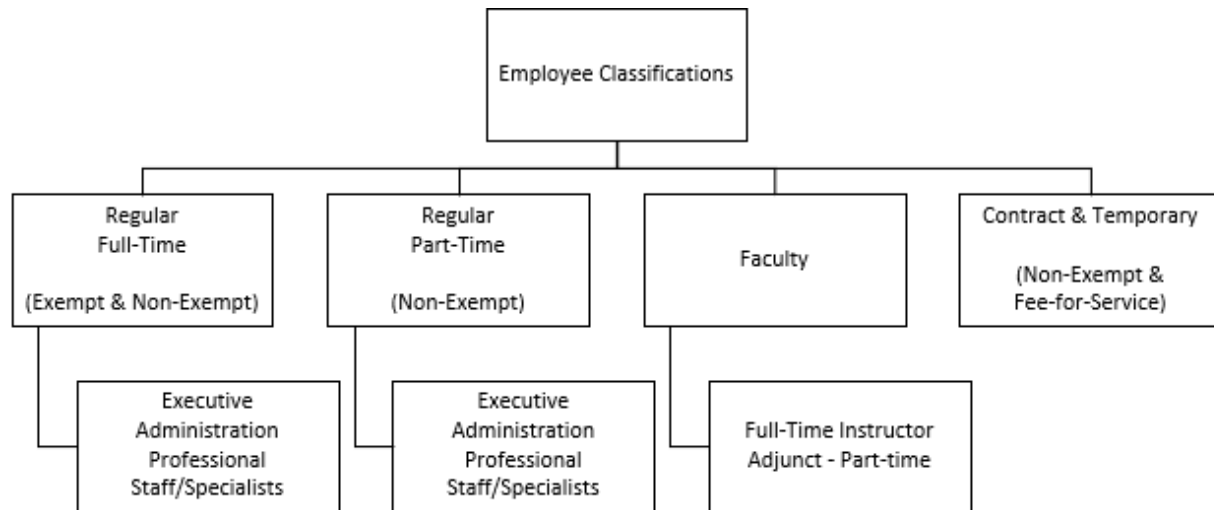 Employee Classifications
Regular
Full-Time
(Exempt & Non-Exempt)
Regular
Part-Time
(Non-Exempt)
Faculty
Contract & Temporary
(Non-Exempt &
Fee-for-Service)
Executive
Administration
Professional
Staff/Specialists
Executive
Administration
Professional
Staff/Specialists
Full-Time Instructor
Adjunct - Part-time